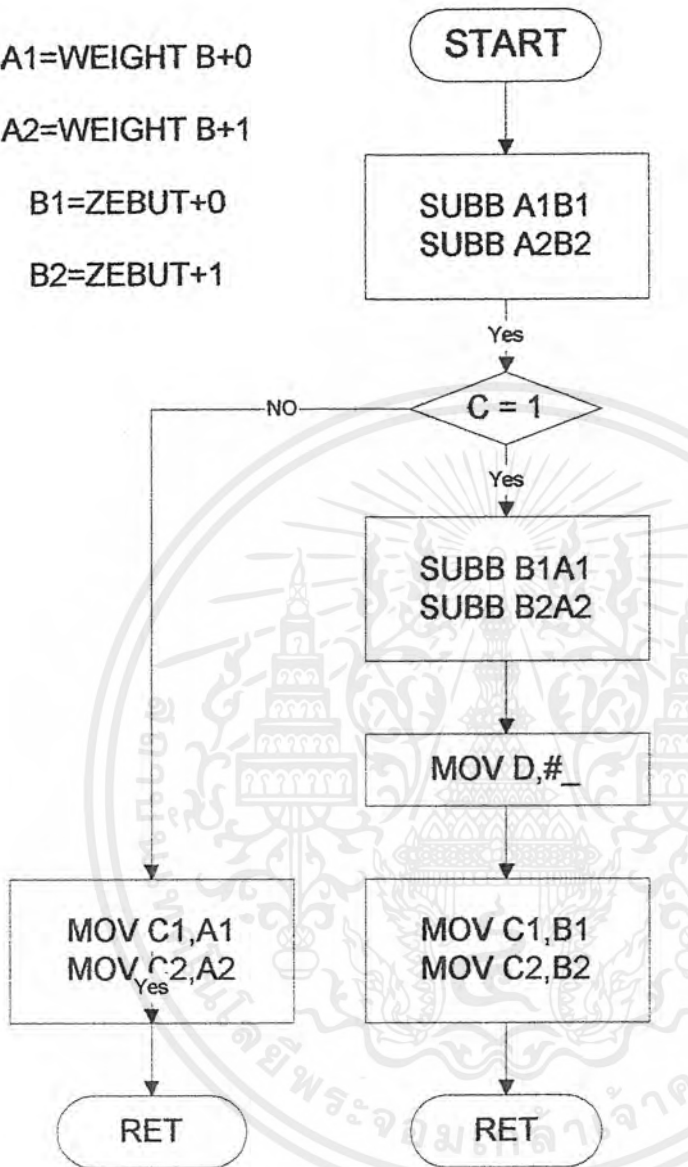 A1=WEIGHT B+0
A2=WEIGHT B+1
B1=ZEBUT+0
B2=ZEBUT+1
START
SUBB A1B1
SUBB A2B2
Yes
C = 1
NO
Yes
SUBB B1A1
SUBB B2A2
MOV D,#_
MOV C1,A1
MOV C2,A2
Yes
MOV C1,B1
MOV C2,B2
RET
RET